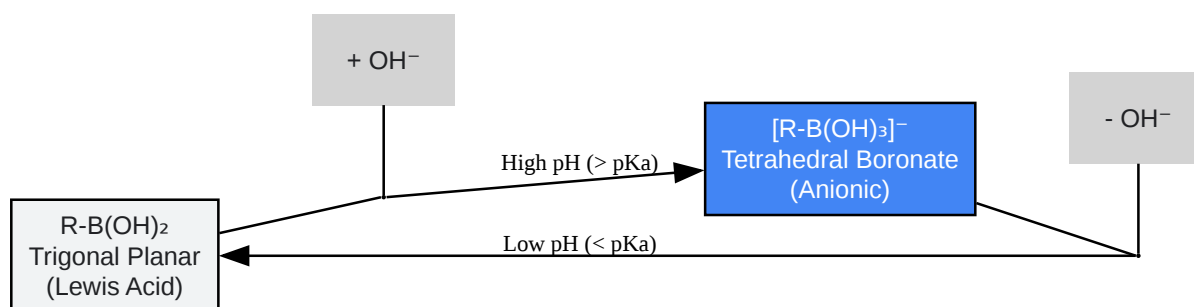 + OH⁻
- OH⁻
[R-B(OH)₃]⁻
Tetrahedral Boronate
(Anionic)
High pH (> pKa)
R-B(OH)₂
Trigonal Planar
(Lewis Acid)
Low pH (< pKa)